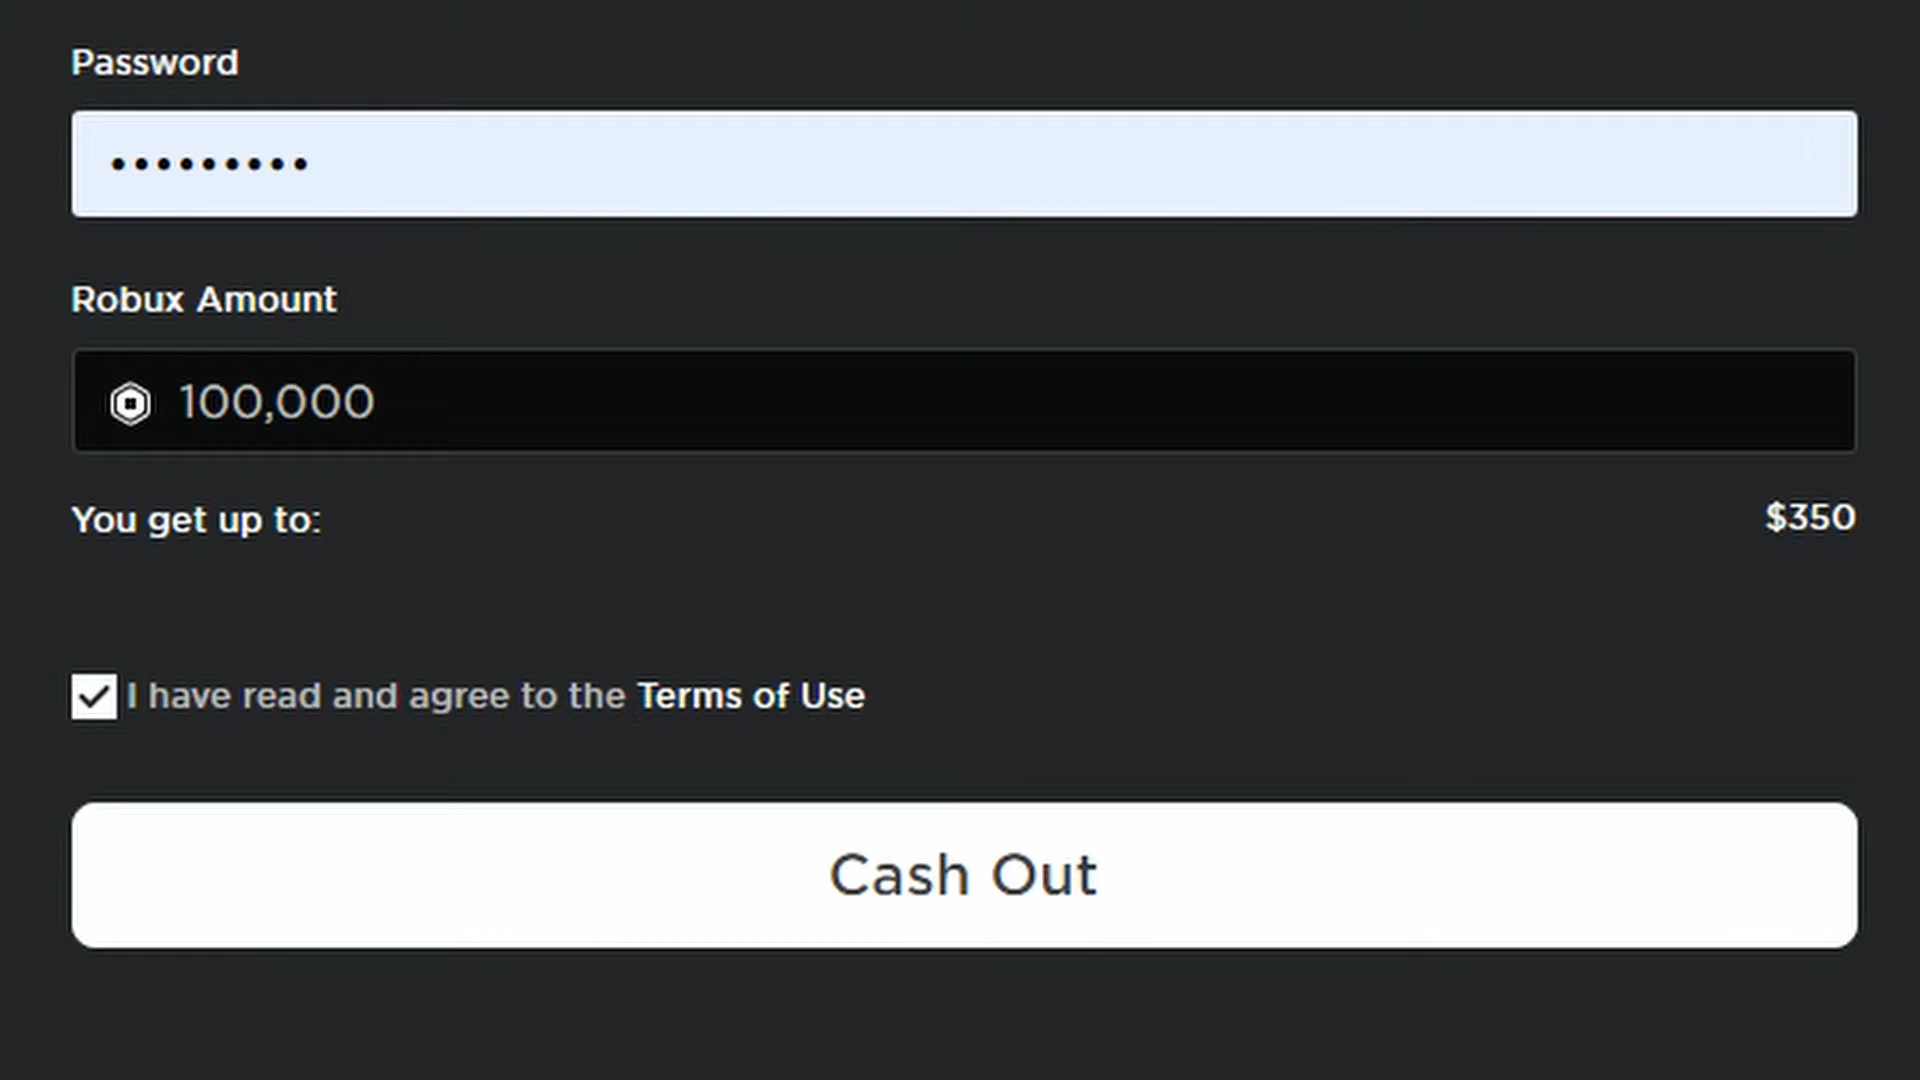 Password
•••••••••
Robux Amount
100,000
You get up to: $350
I have read and agree to the Terms of Use
Cash Out